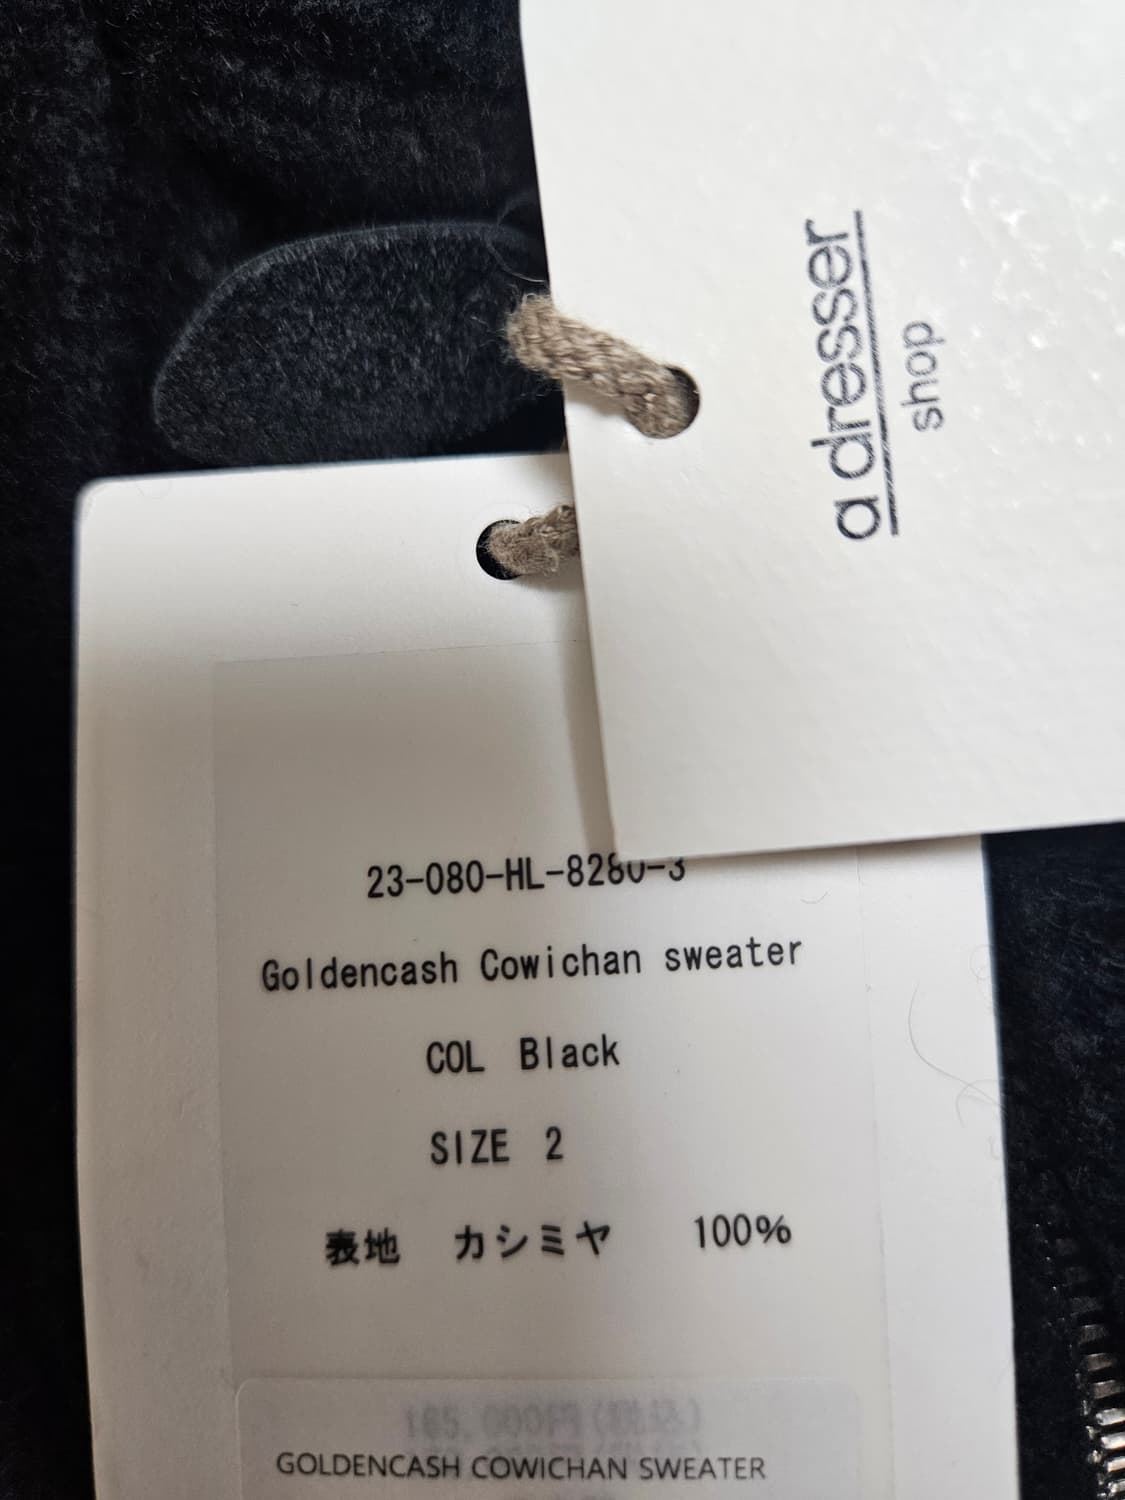 a dresser
shop
23-080-HL-8280-3
Goldencash Cowichan sweater
COL Black
SIZE 2
表地 カシミヤ 100%
GOLDENCASH COWICHAN SWEATER